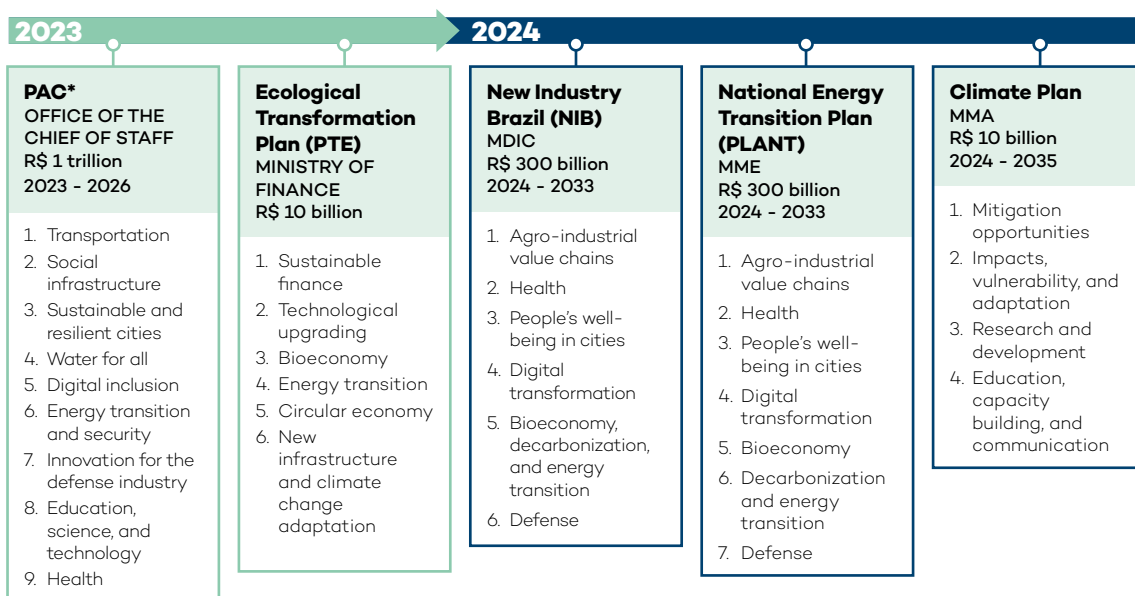 2023
2024
PAC*
OFFICE OF THE
CHIEF OF STAFF
R$ 1 trillion
2023 - 2026
1. Transportation
2. Social
infrastructure
3. Sustainable and
resilient cities
4. Water for all
5. Digital inclusion
6. Energy transition
and security
7. Innovation for the
defense industry
8. Education,
science, and
technology
9. Health
Ecological
Transformation
Plan (PTE)
MINISTRY OF
FINANCE
R$ 10 billion
1. Sustainable
finance
2. Technological
upgrading
3. Bioeconomy
4. Energy transition
5. Circular economy
6. New
infrastructure
and climate
change
adaptation
New Industry
Brazil (NIB)
MDIC
R$ 300 billion
2024 - 2033
1. Agro-industrial
value chains
2. Health
3. People's well-
being in cities
4. Digital
transformation
5. Bioeconomy,
decarbonization,
and energy
transition
6. Defense
National Energy
Transition Plan
(PLANT)
MME
R$ 300 billion
2024 - 2033
1. Agro-industrial
value chains
2. Health
3. People's well-
being in cities
4. Digital
transformation
5. Bioeconomy
6. Decarbonization
and energy
transition
7. Defense
Climate Plan
MMA
R$ 10 billion
2024 - 2035
1. Mitigation
opportunities
2. Impacts,
vulnerability, and
adaptation
3. Research and
development
4. Education,
capacity
building, and
communication